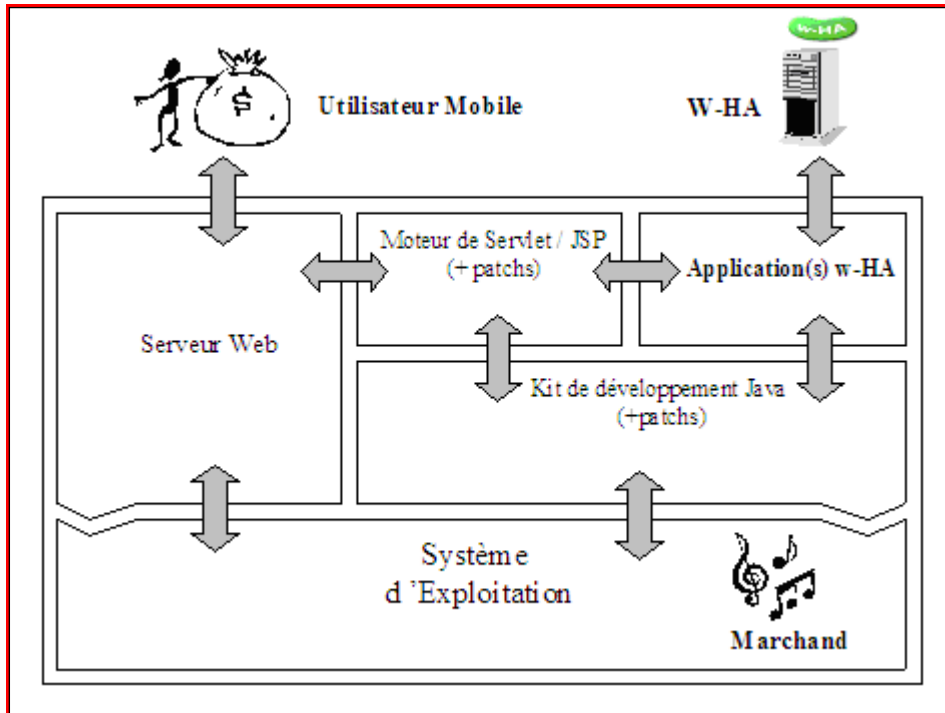 w-HA
Utilisateur Mobile
W-HA
$
Moteur de Servlet / JSP
(+ patchs)
Application(s) w-HA
Serveur Web
Kit de développement Java
(+patchs)
Système
d 'Exploitation
Marchand